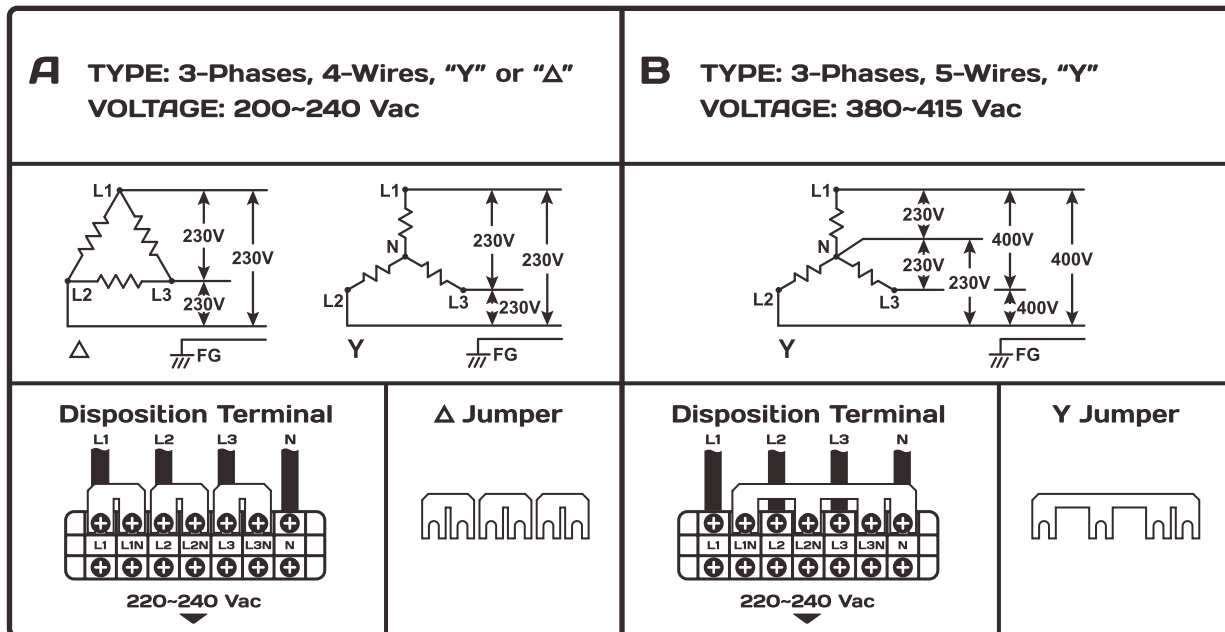 A TYPE: 3-Phases, 4-Wires, “Y” or “Δ”
VOLTAGE: 200~240 Vac
L1
230V
230V
L2
L3
230V
Δ
FG
L1
N
230V
230V
L2
L3
230V
Y
FG
Disposition Terminal
L1 L2 L3 N
L1 L1N L2 L2N L3 L3N N
220~240 Vac
Δ Jumper
B TYPE: 3-Phases, 5-Wires, “Y”
VOLTAGE: 380~415 Vac
L1
230V
N
400V
400V
230V
230V
L2
L3
400V
Y
FG
Disposition Terminal
L1 L2 L3 N
L1 L1N L2 L2N L3 L3N N
220~240 Vac
Y Jumper